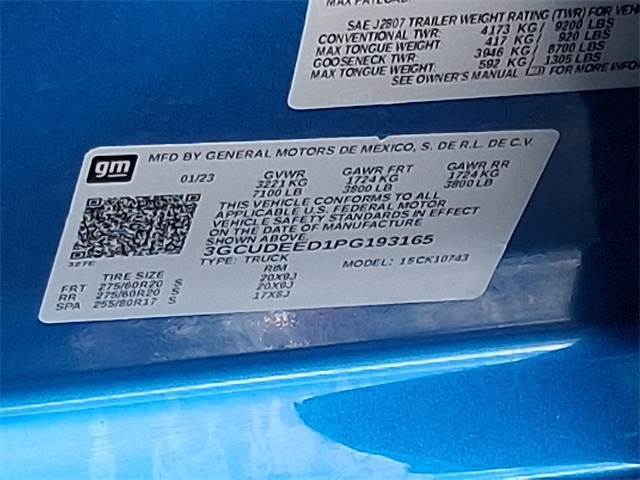 MAX PAYLOAD:
SAE J2807 TRAILER WEIGHT RATING (TWR) FOR VEHI
CONVENTIONAL TWR: 4173 KG / 9200 LBS
MAX TONGUE WEIGHT: 417 KG / 920 LBS
GOOSENECK TWR: 3946 KG / 8700 LBS
MAX TONGUE WEIGHT: 592 KG / 1305 LBS
SEE OWNER'S MANUAL FOR MORE INFO
gm MFD BY GENERAL MOTORS DE MEXICO, S. DE R.L. DE C.V.
01/23 GVWR GAWR FRT GAWR RR
3221 KG 1724 KG 1724 KG
7100 LB 3800 LB 3800 LB
THIS VEHICLE CONFORMS TO ALL
APPLICABLE U.S. FEDERAL MOTOR
VEHICLE SAFETY STANDARDS IN EFFECT
ON THE DATE OF MANUFACTURE
SHOWN ABOVE.
3GCUDEED1PG193165
327E
TYPE: TRUCK MODEL: 1SCK10743
TIRE SIZE RIM
FRT 275/60R20 S 20X9J
RR 275/60R20 S 20X9J
SPA 255/80R17 S 17X8J